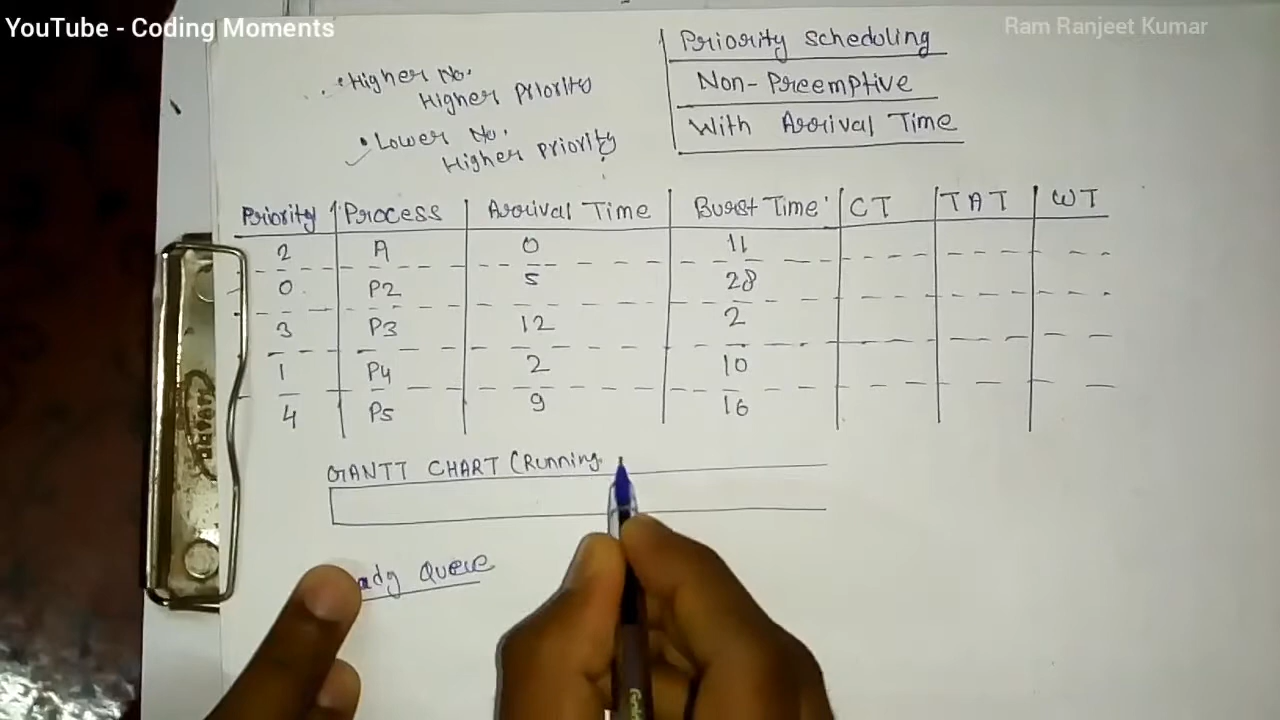 YouTube - Coding Moments
Ram Ranjeet Kumar
Priority Scheduling
Non-Preemptive
With Arrival Time
• Higher No.
Higher Priority
• Lower No.
Higher Priority
Priority Process Arrival Time Burst Time CT TAT WT
2 A 0 11
0 P2 5 28
3 P3 12 2
1 P4 2 10
4 P5 9 16
GANTT CHART (Running
Queue